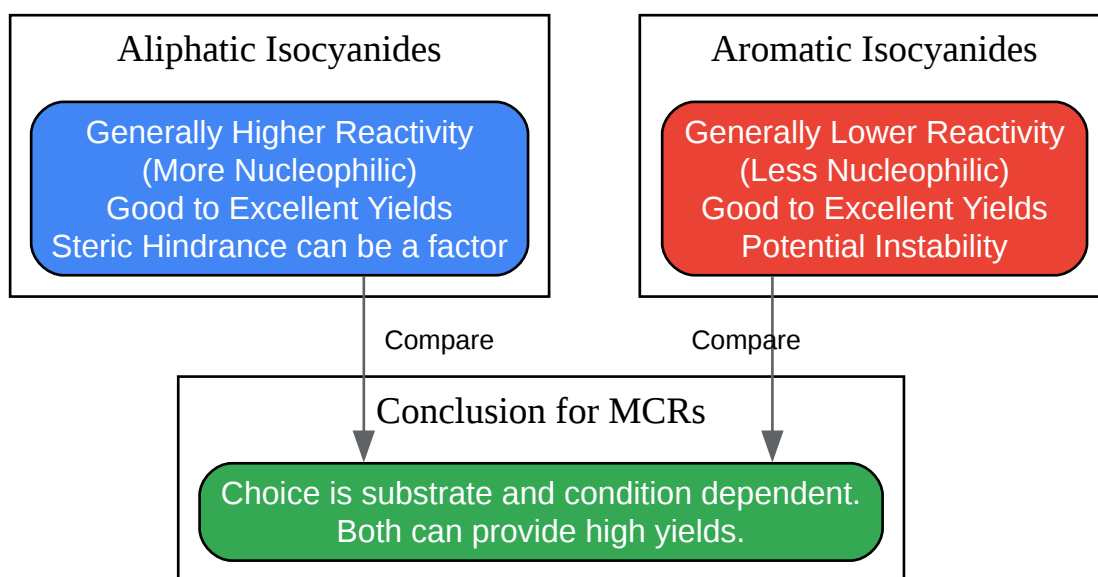 Aliphatic Isocyanides
Generally Higher Reactivity
(More Nucleophilic)
Good to Excellent Yields
Steric Hindrance can be a factor
Aromatic Isocyanides
Generally Lower Reactivity
(Less Nucleophilic)
Good to Excellent Yields
Potential Instability
Compare
Compare
Conclusion for MCRs
Choice is substrate and condition dependent.
Both can provide high yields.